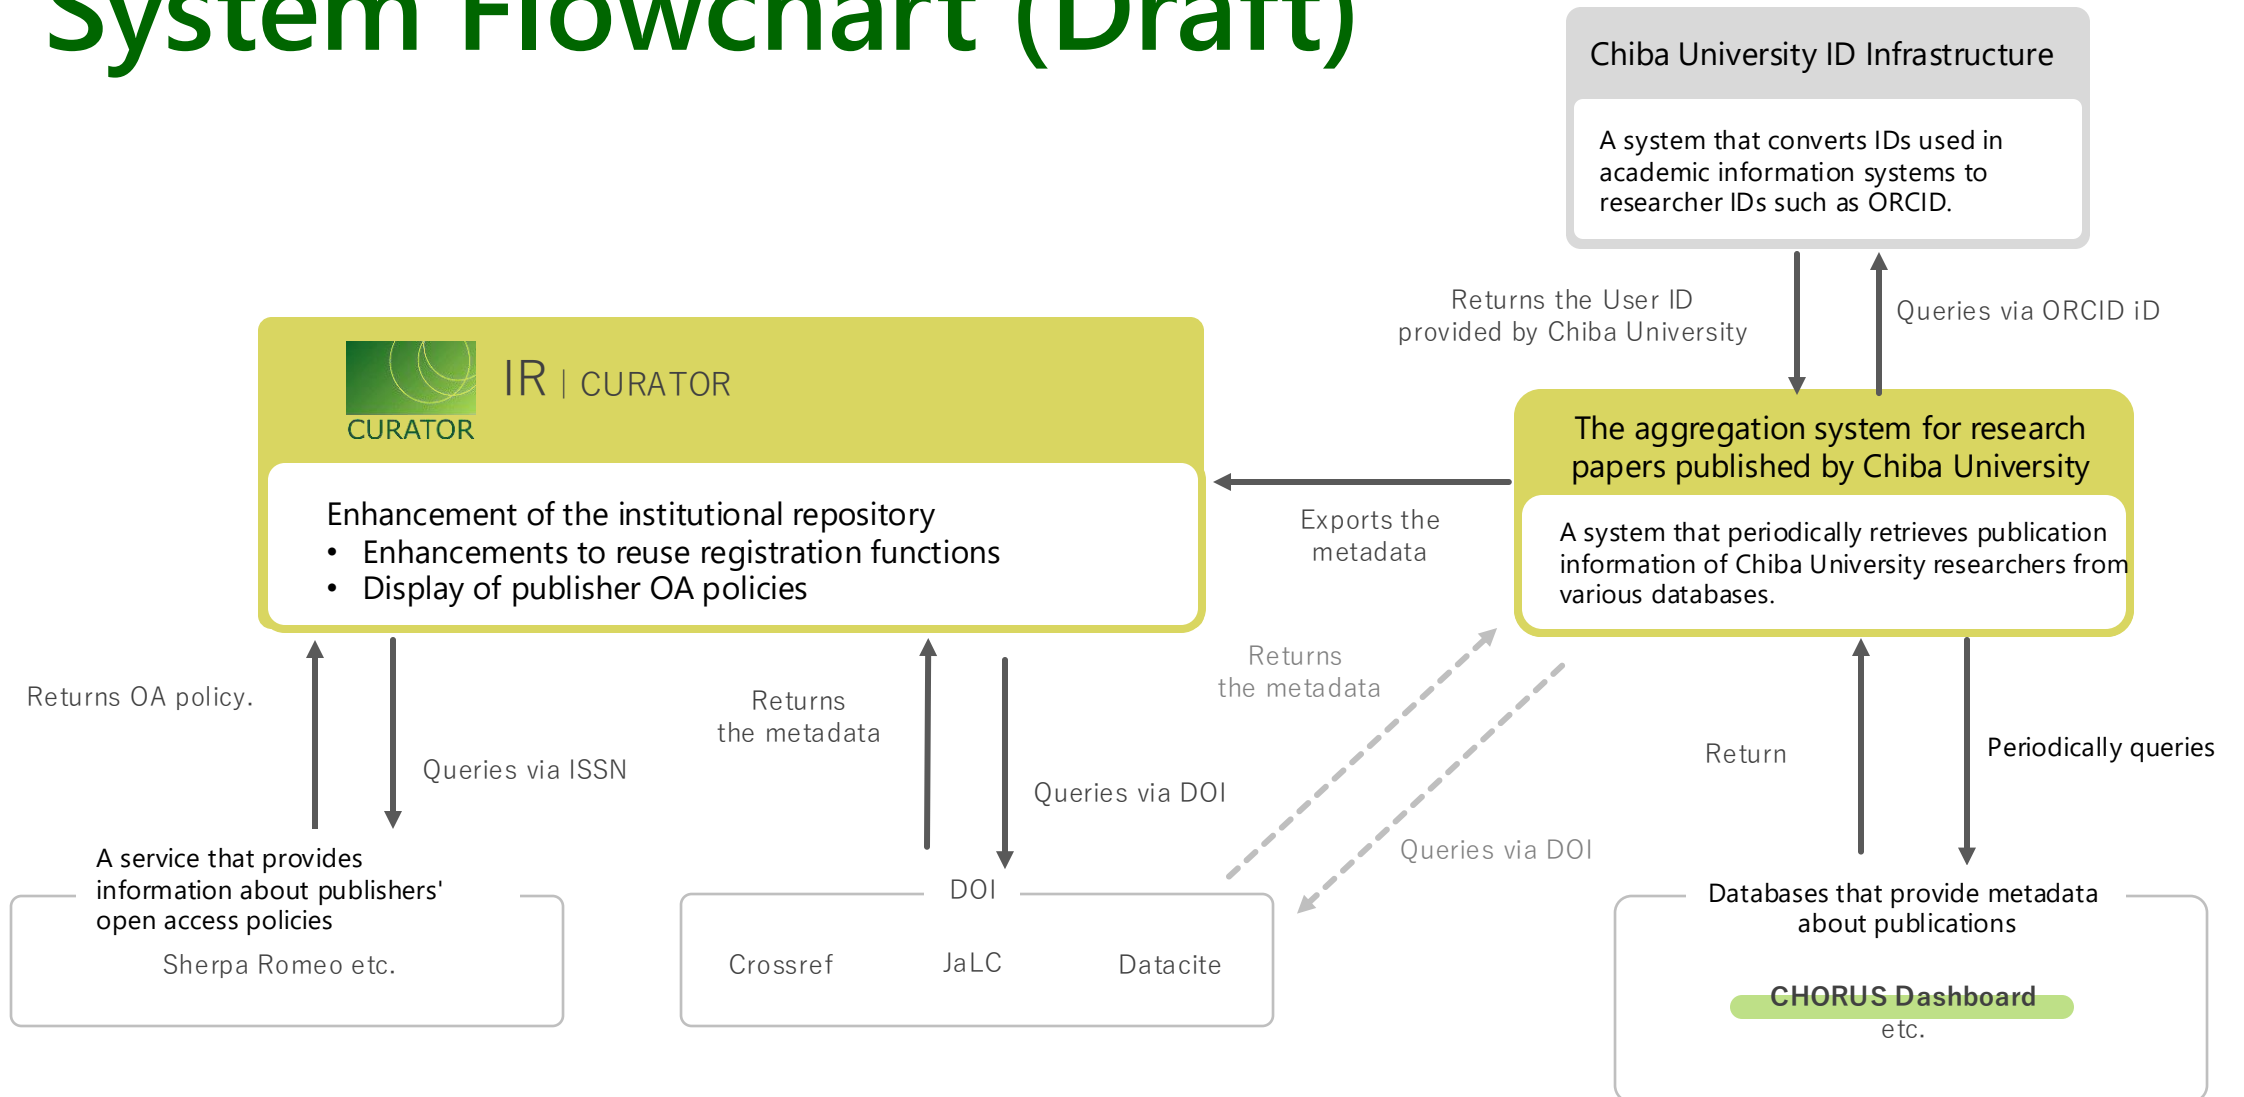 System Flowchart (Draft)
Chiba University ID Infrastructure
A system that converts IDs used in
academic information systems to
researcher IDs such as ORCID.
Returns the User ID
provided by Chiba University
Queries via ORCID iD
CURATOR
IR | CURATOR
Enhancement of the institutional repository
• Enhancements to reuse registration functions
• Display of publisher OA policies
Exports the
metadata
The aggregation system for research
papers published by Chiba University
A system that periodically retrieves publication
information of Chiba University researchers from
various databases.
Returns OA policy.
Queries via ISSN
Returns
the metadata
Queries via DOI
Returns
the metadata
Queries via DOI
Return
Periodically queries
A service that provides
information about publishers'
open access policies
Sherpa Romeo etc.
DOI
Crossref
JaLC
Datacite
Databases that provide metadata
about publications
CHORUS Dashboard
etc.